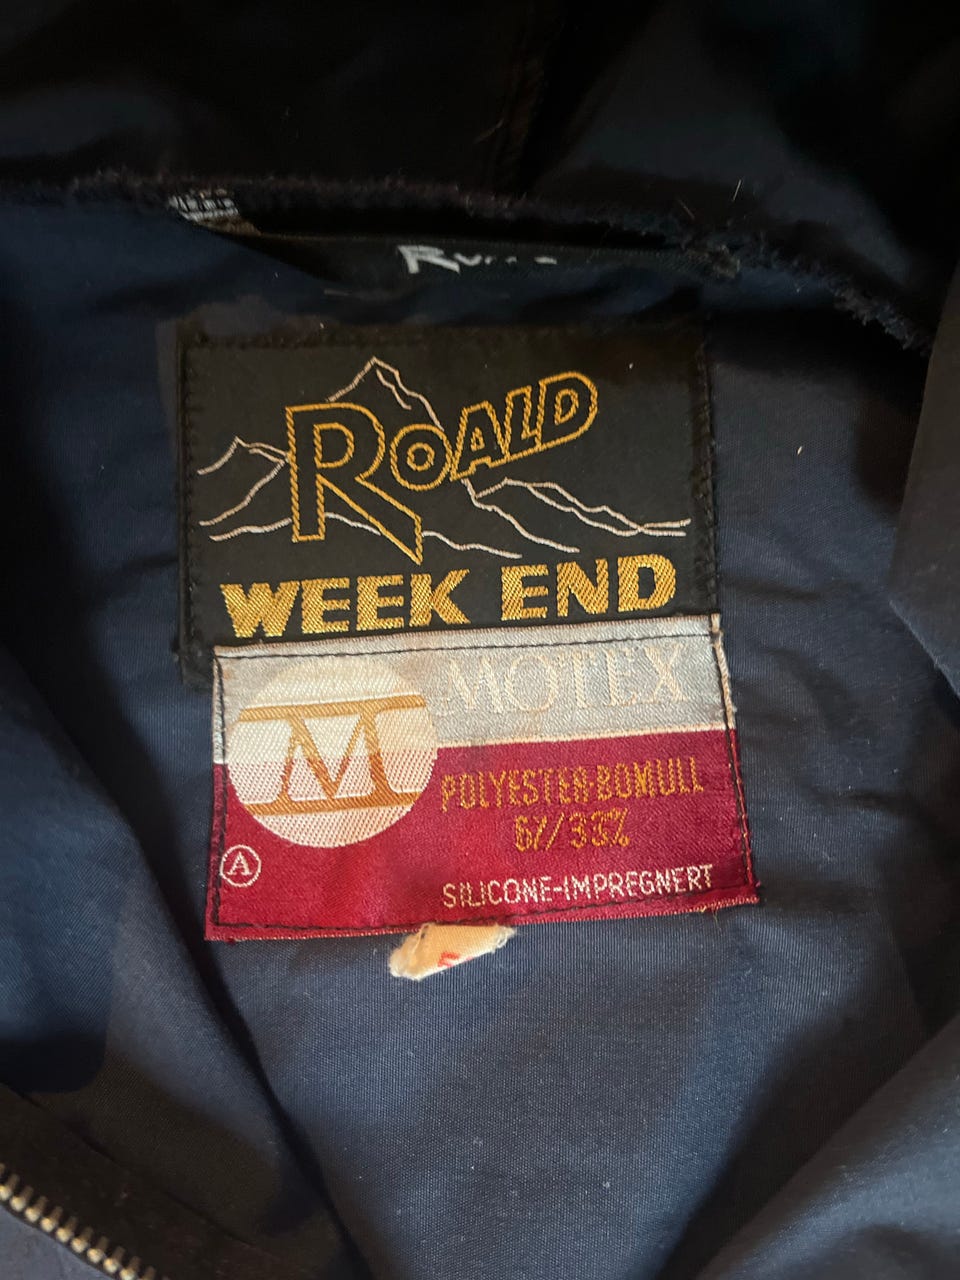 ROALD
WEEK END
MOTEX
M
POLYESTER-BOMULL
67/33%
A
SILICONE-IMPREGNERT